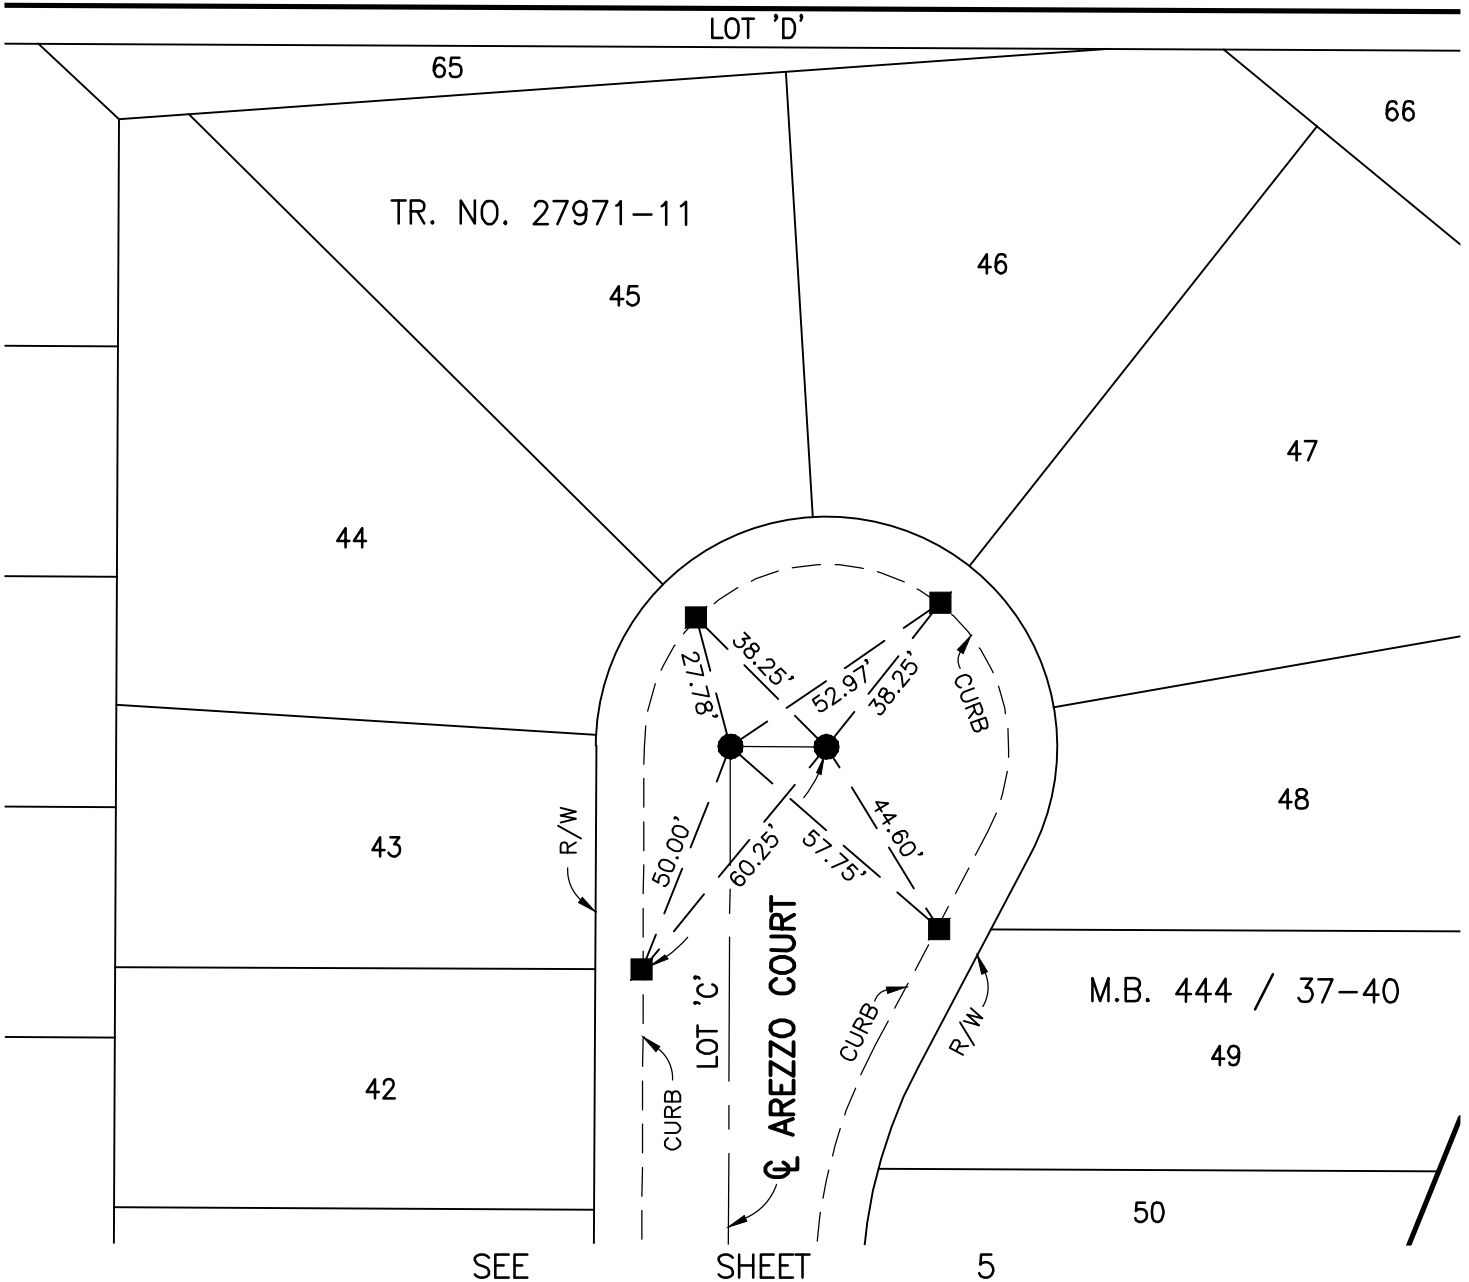 LOT 'D'
65
66
TR. NO. 27971-11
46
45
47
44
38.25'
27.78'
52.97'
38.25'
CURB
48
R/W
43
44.60'
50.00'
60.25'
57.75'
M.B. 444 / 37-40
LOT 'C'
℄ AREZZO COURT
CURB
R/W
49
42
CURB
50
SEE SHEET 5